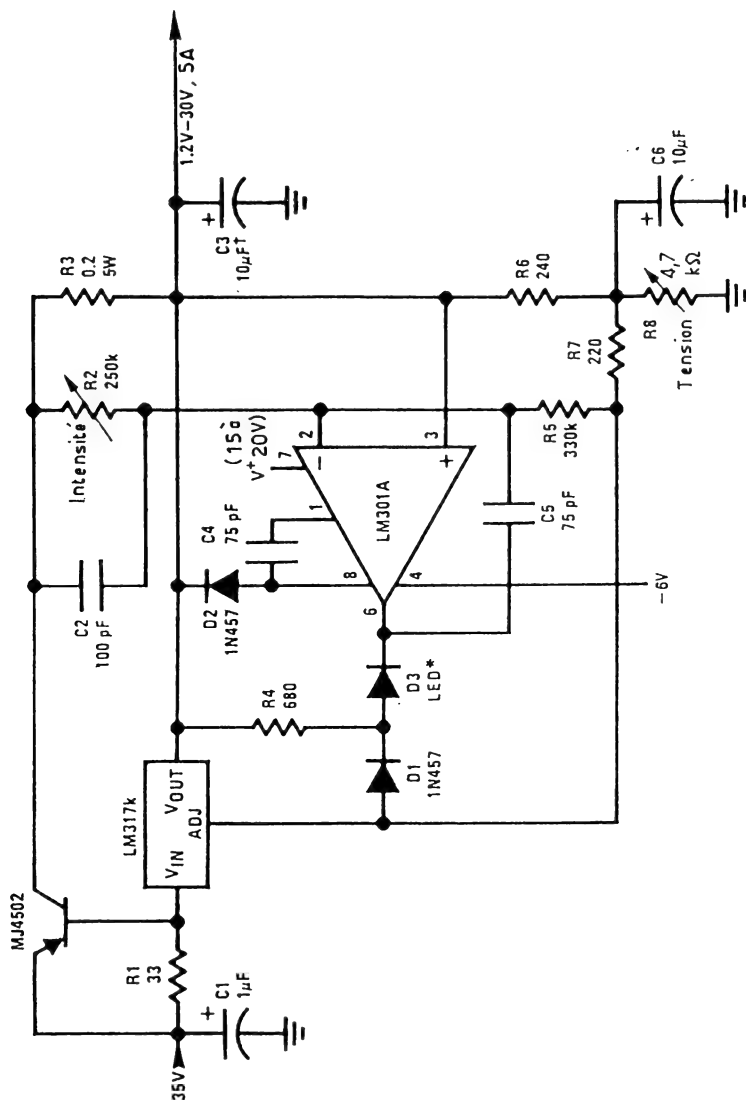 MJ4502
35V
R1
33
+
C1
1µF
LM317k
VIN
VOUT
ADJ
C2
100 pF
Intensité
R2
250k
R3
0.2
5W
1.2V–30V, 5A
+
C3
10µF†
D2
1N457
C4
75 pF
V+ (15 à 20V)
7
1
8
2
−
LM301A
3
+
6
4
R4
680
D1
1N457
D3
LED*
C5
75 pF
R5
330k
R6
240
R7
220
R8
4,7
kΩ
Tension
+
C6
10µF
−6V